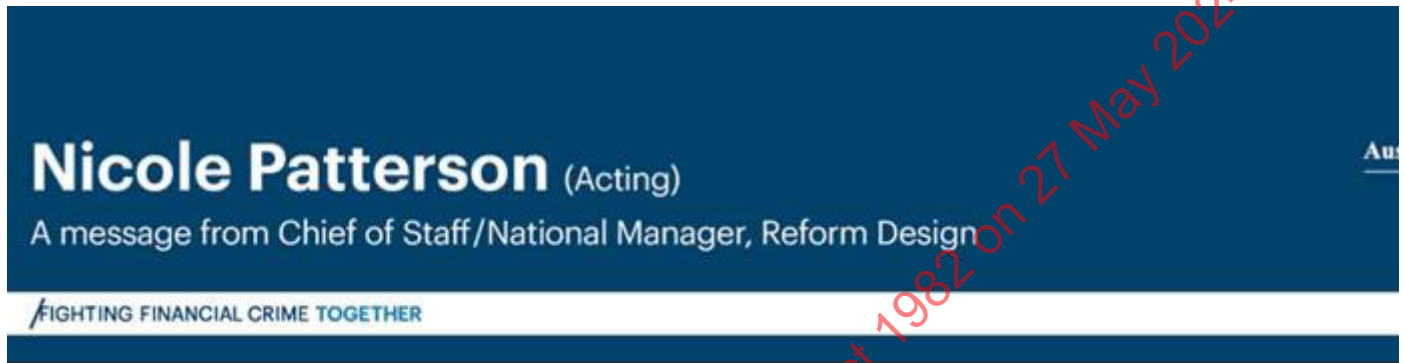 Nicole Patterson (Acting)
A message from Chief of Staff/National Manager, Reform Design
FIGHTING FINANCIAL CRIME TOGETHER
Aus
1982 on 27 May